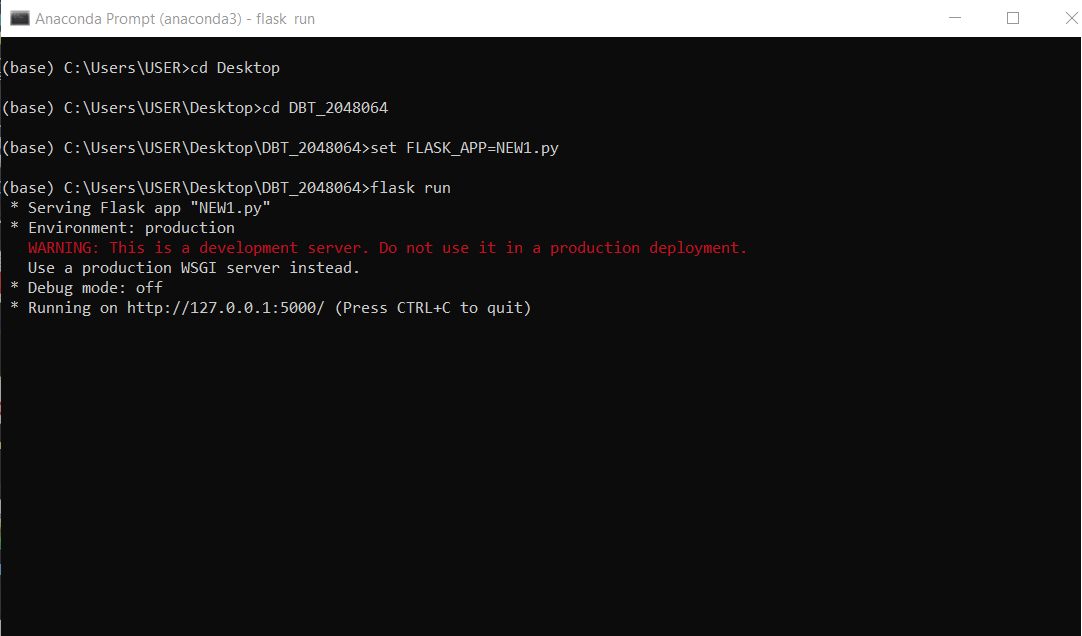 Anaconda Prompt (anaconda3) - flask run
(base) C:\Users\USER>cd Desktop
(base) C:\Users\USER\Desktop>cd DBT_2048064
(base) C:\Users\USER\Desktop\DBT_2048064>set FLASK_APP=NEW1.py
(base) C:\Users\USER\Desktop\DBT_2048064>flask run
* Serving Flask app "NEW1.py"
* Environment: production
WARNING: This is a development server. Do not use it in a production deployment.
Use a production WSGI server instead.
* Debug mode: off
* Running on http://127.0.0.1:5000/ (Press CTRL+C to quit)